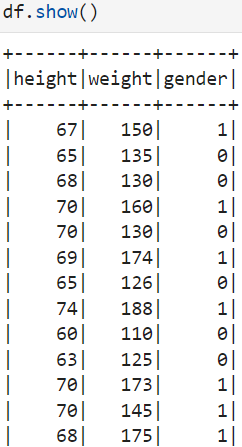 df.show()
+------+------+------+
|height|weight|gender|
+------+------+------+
|    67|   150|     1|
|    65|   135|     0|
|    68|   130|     0|
|    70|   160|     1|
|    70|   130|     0|
|    69|   174|     1|
|    65|   126|     0|
|    74|   188|     1|
|    60|   110|     0|
|    63|   125|     0|
|    70|   173|     1|
|    70|   145|     1|
|    68|   175|     1|